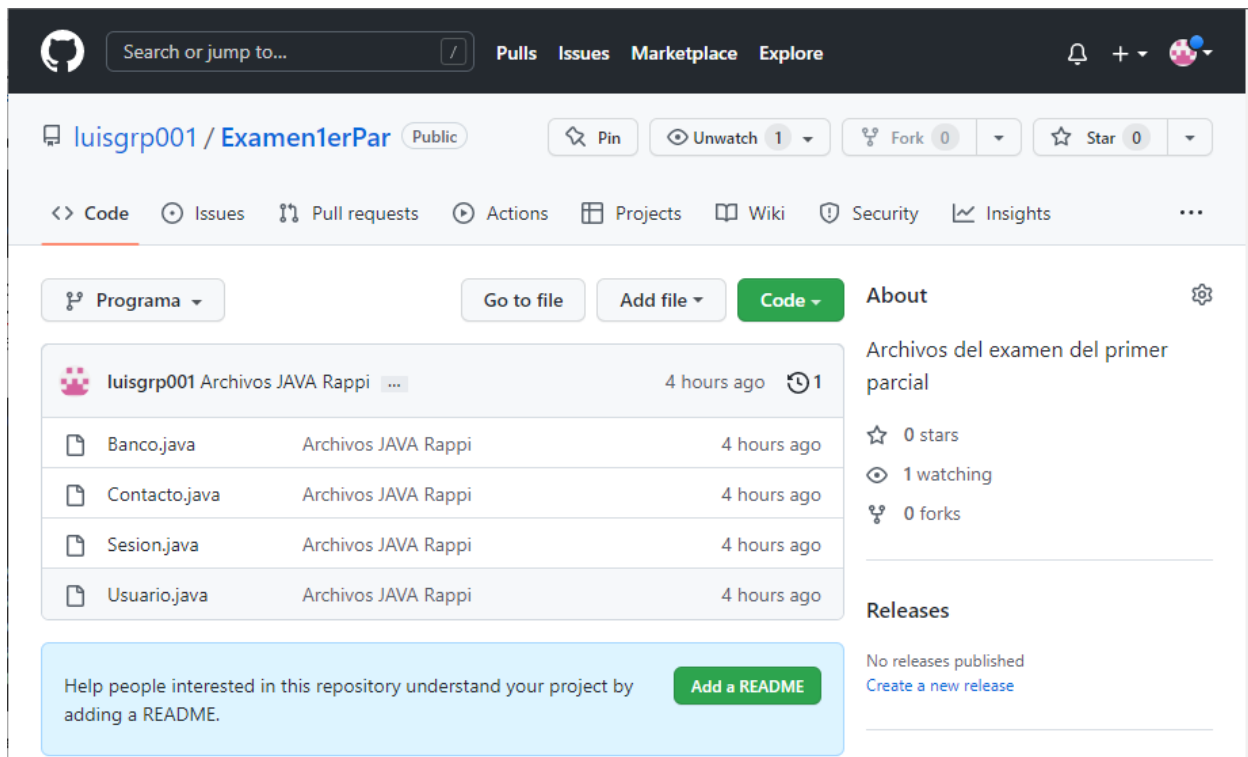 Search or jump to... /
Pulls Issues Marketplace Explore
luisgrp001 / Examen1erPar Public
Pin Unwatch 1 Fork 0 Star 0
Code Issues Pull requests Actions Projects Wiki Security Insights ...
Programa Go to file Add file Code
luisgrp001 Archivos JAVA Rappi ... 4 hours ago 1
Banco.java Archivos JAVA Rappi 4 hours ago
Contacto.java Archivos JAVA Rappi 4 hours ago
Sesion.java Archivos JAVA Rappi 4 hours ago
Usuario.java Archivos JAVA Rappi 4 hours ago
Help people interested in this repository understand your project by
adding a README.
Add a README
About
Archivos del examen del primer
parcial
0 stars
1 watching
0 forks
Releases
No releases published
Create a new release